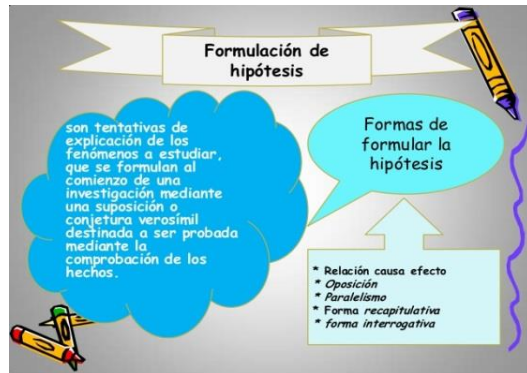 Formulación de
hipótesis
son tentativas de
explicación de los
fenómenos a estudiar,
que se formulan al
comienzo de una
investigación mediante
una suposición o
conjetura verosímil
destinada a ser probada
mediante la
comprobación de los
hechos.
Formas de
formular la
hipótesis
* Relación causa efecto
* Oposición
* Paralelismo
* Forma recapitulativa
* forma interrogativa